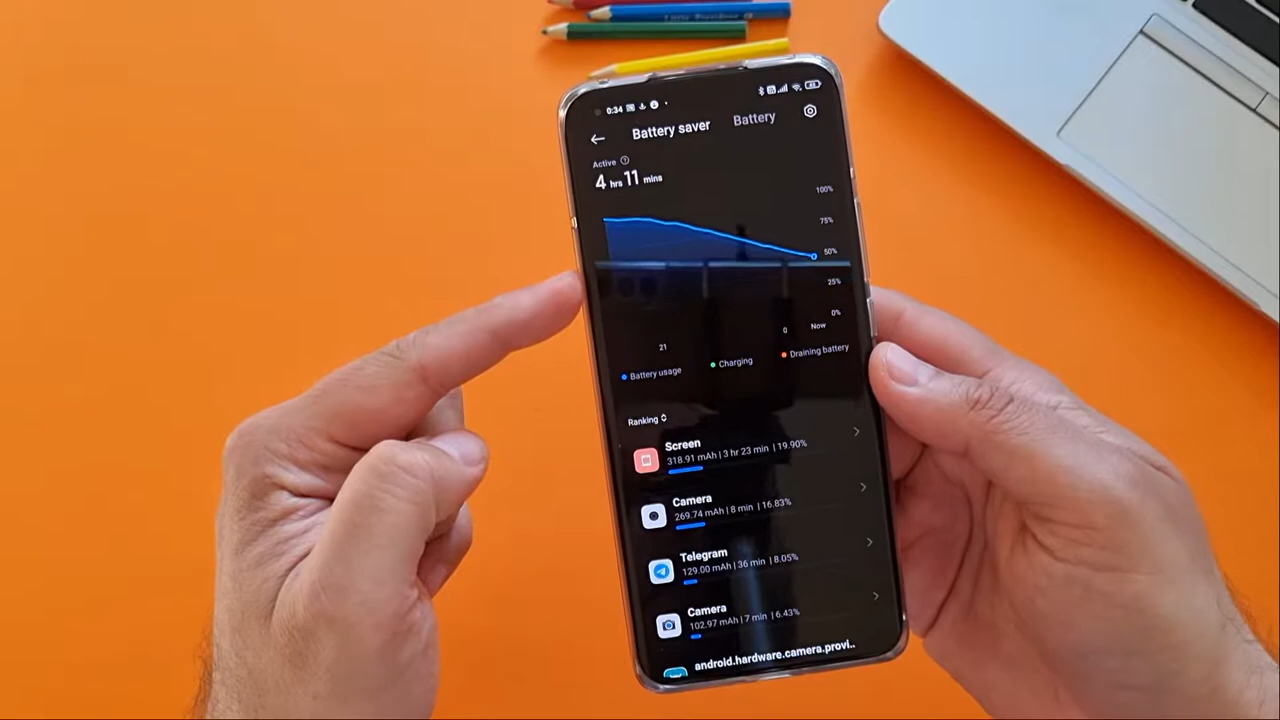 0:34
Battery saver Battery
Active
4 hrs 11 mins
100%
75%
50%
25%
0%
0 Now
21
Battery usage Charging Draining battery
Ranking
Screen
318.91 mAh | 3 hr 23 min | 19.90%
Camera
269.74 mAh | 8 min | 16.83%
Telegram
129.00 mAh | 36 min | 8.05%
Camera
102.97 mAh | 7 min | 6.43%
android.hardware.camera.provi..